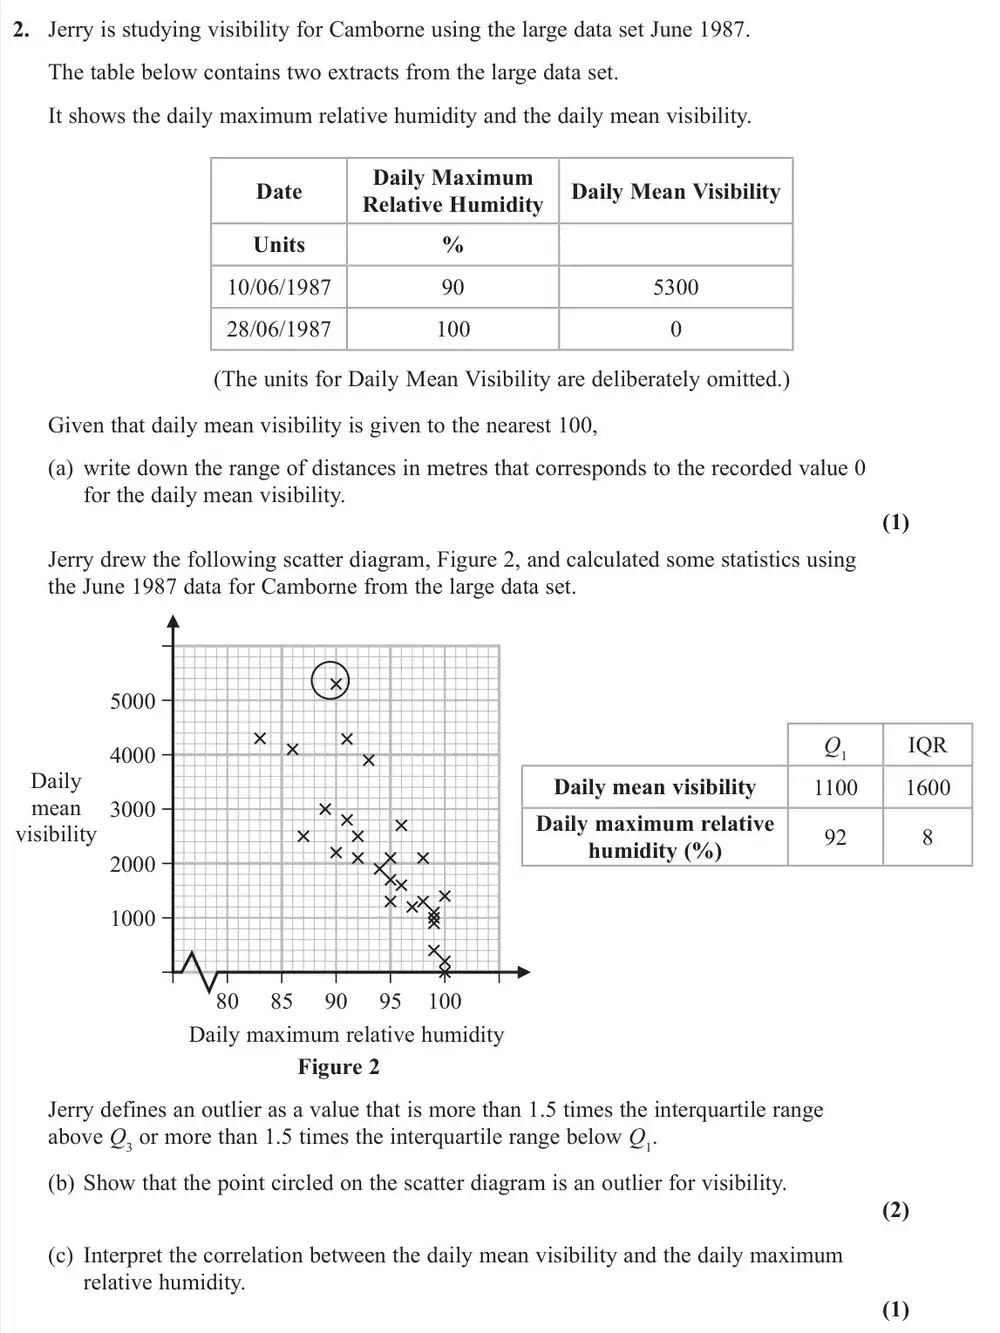 2. Jerry is studying visibility for Camborne using the large data set June 1987.
The table below contains two extracts from the large data set.
It shows the daily maximum relative humidity and the daily mean visibility.
Date
Daily Maximum
Relative Humidity
Daily Mean Visibility
Units
%
10/06/1987
90
5300
28/06/1987
100
0
(The units for Daily Mean Visibility are deliberately omitted.)
Given that daily mean visibility is given to the nearest 100,
(a) write down the range of distances in metres that corresponds to the recorded value 0
for the daily mean visibility.
(1)
Jerry drew the following scatter diagram, Figure 2, and calculated some statistics using
the June 1987 data for Camborne from the large data set.
5000
4000
3000
2000
1000
Daily
mean
visibility
80 85 90 95 100
Daily maximum relative humidity
Figure 2
Q₁
IQR
Daily mean visibility
1100
1600
Daily maximum relative
humidity (%)
92
8
Jerry defines an outlier as a value that is more than 1.5 times the interquartile range
above Q₃ or more than 1.5 times the interquartile range below Q₁.
(b) Show that the point circled on the scatter diagram is an outlier for visibility.
(2)
(c) Interpret the correlation between the daily mean visibility and the daily maximum
relative humidity.
(1)